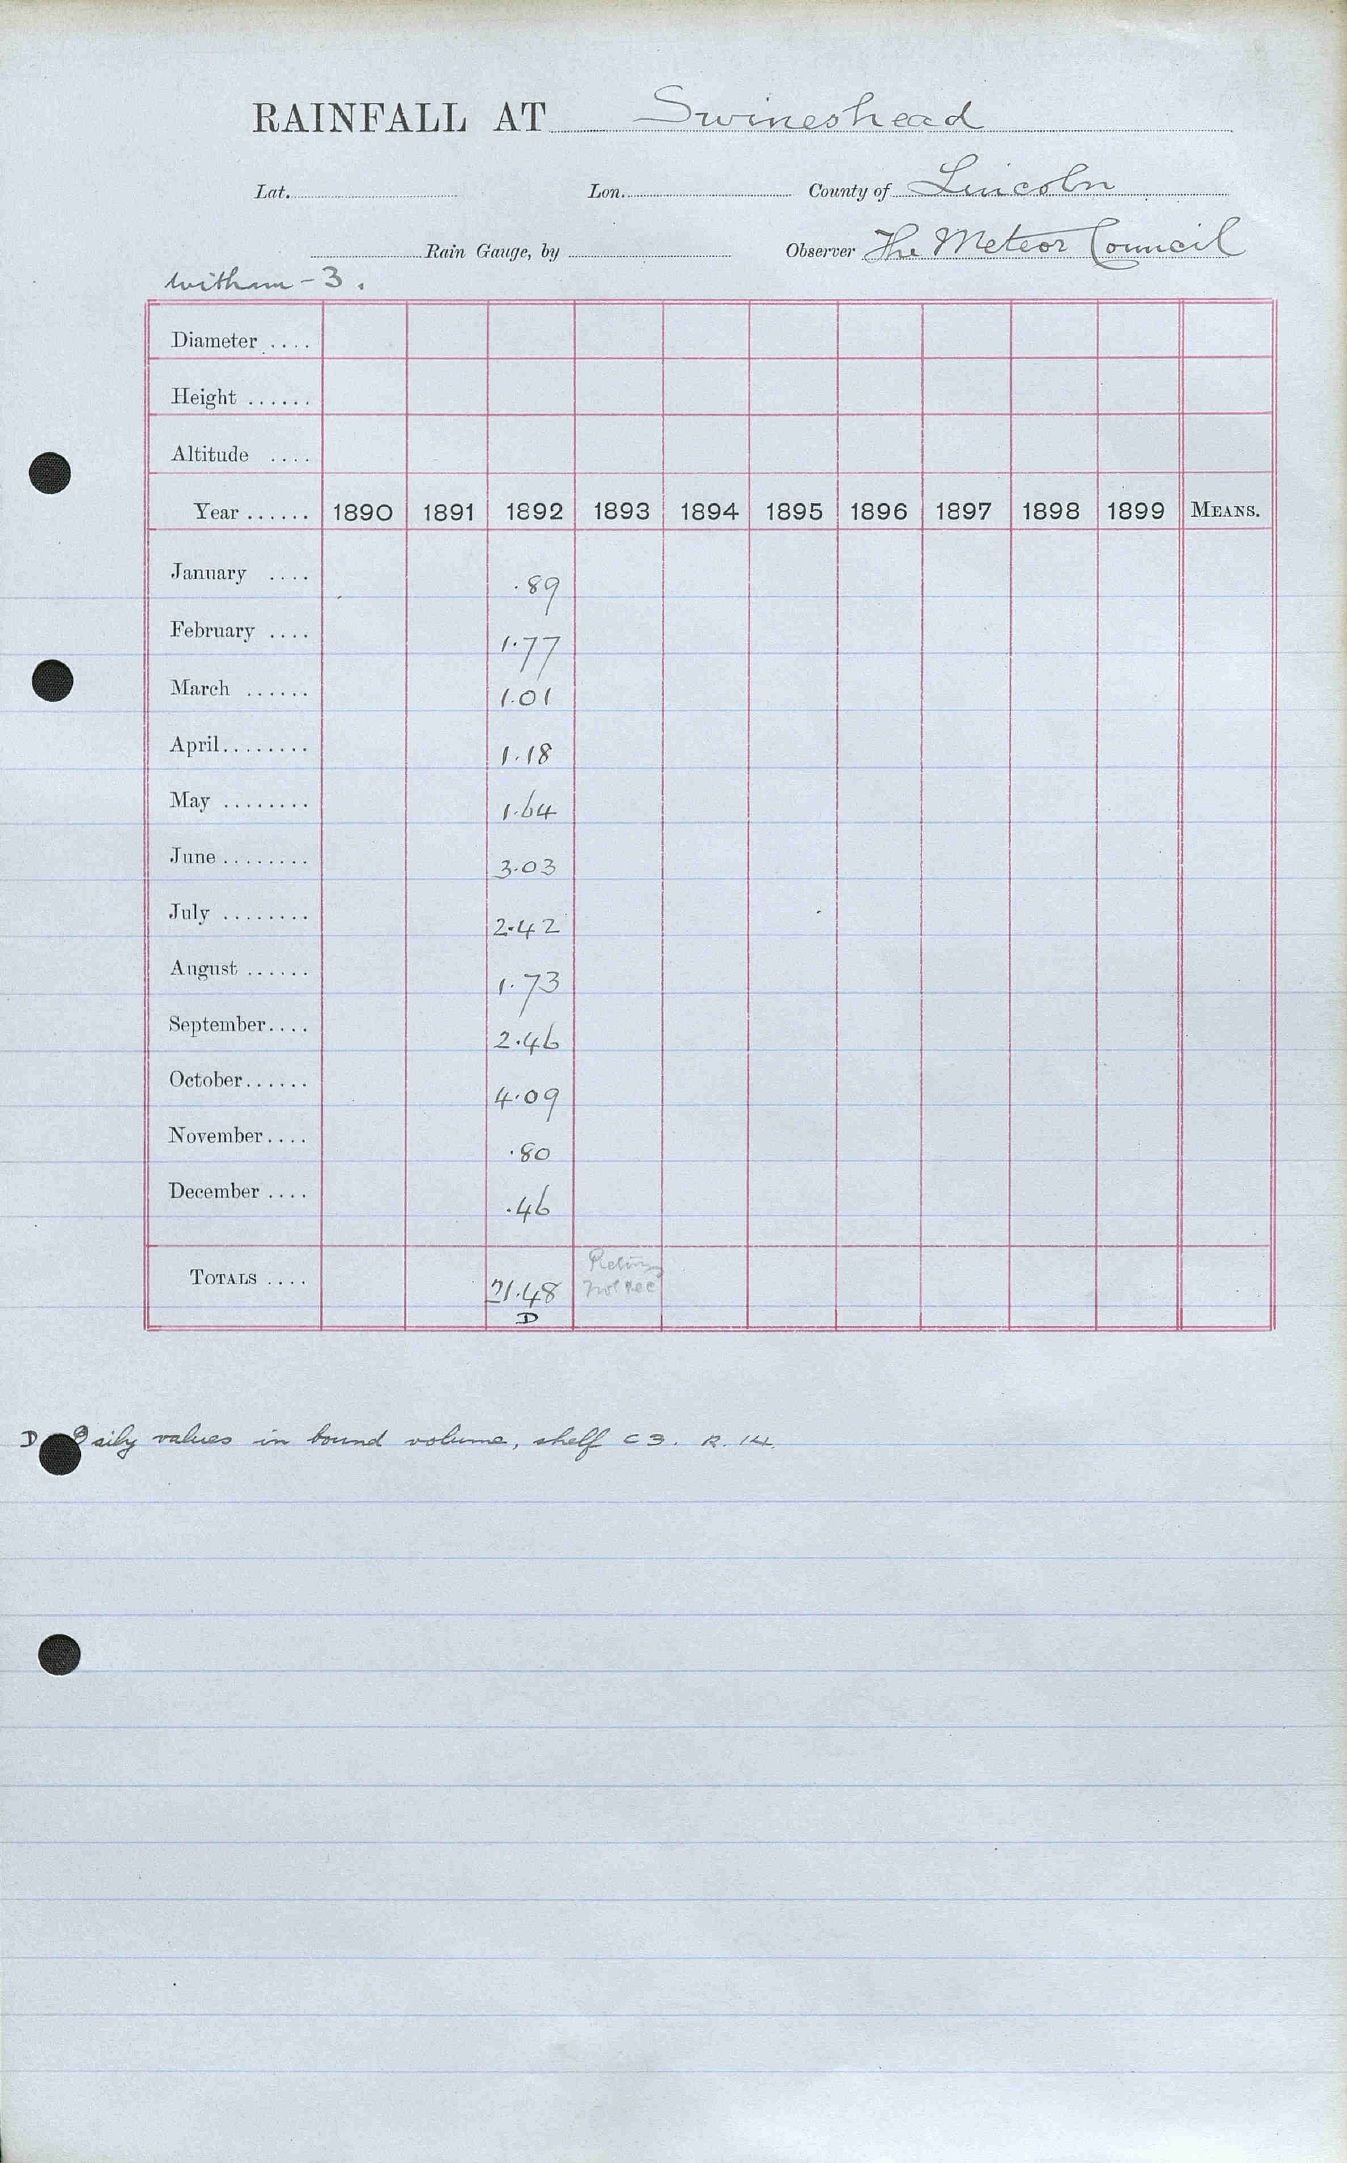 RAINFALL AT Swineshead
Lat. Lon. County of Lincoln
Rain Gauge, by Observer The Meteor Council
Witham - 3.
Diameter ....
Height ......
Altitude ....
Year ...... 1890 1891 1892 1893 1894 1895 1896 1897 1898 1899 MEANS.
January .... .89
February .... 1.77
March ...... 1.01
April........ 1.18
May ........ 1.64
June ........ 3.03
July ........ 2.42
August ...... 1.73
September.... 2.46
October...... 4.09
November.... .80
December .... .46
TOTALS .... 21.48 Not Rec
D
D Daily values in bound volume, shelf C3. R. 14.